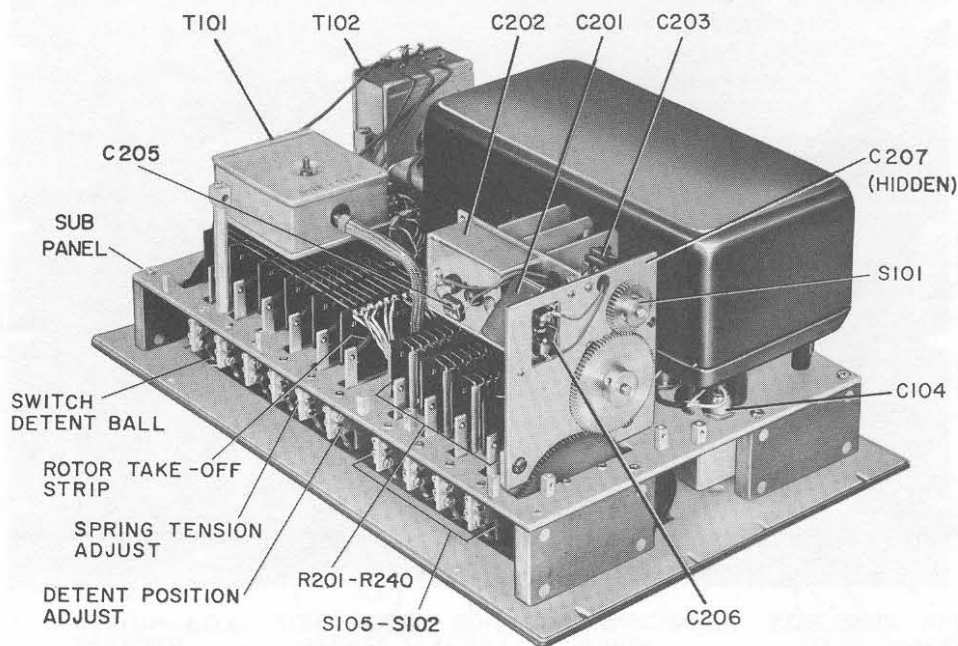 T101
T102
C202
C201
C203
C205
C207
(HIDDEN)
SUB
PANEL
S101
SWITCH
DETENT BALL
C104
ROTOR TAKE-OFF
STRIP
SPRING TENSION
ADJUST
R201-R240
DETENT POSITION
ADJUST
S105-S102
C206